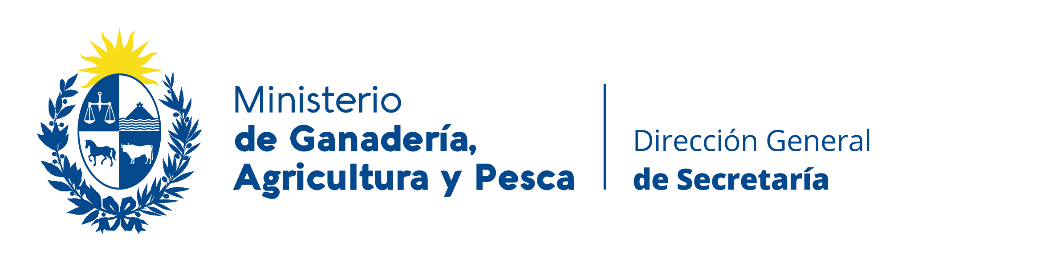 Ministerio
de Ganadería,
Agricultura y Pesca
Dirección General
de Secretaría